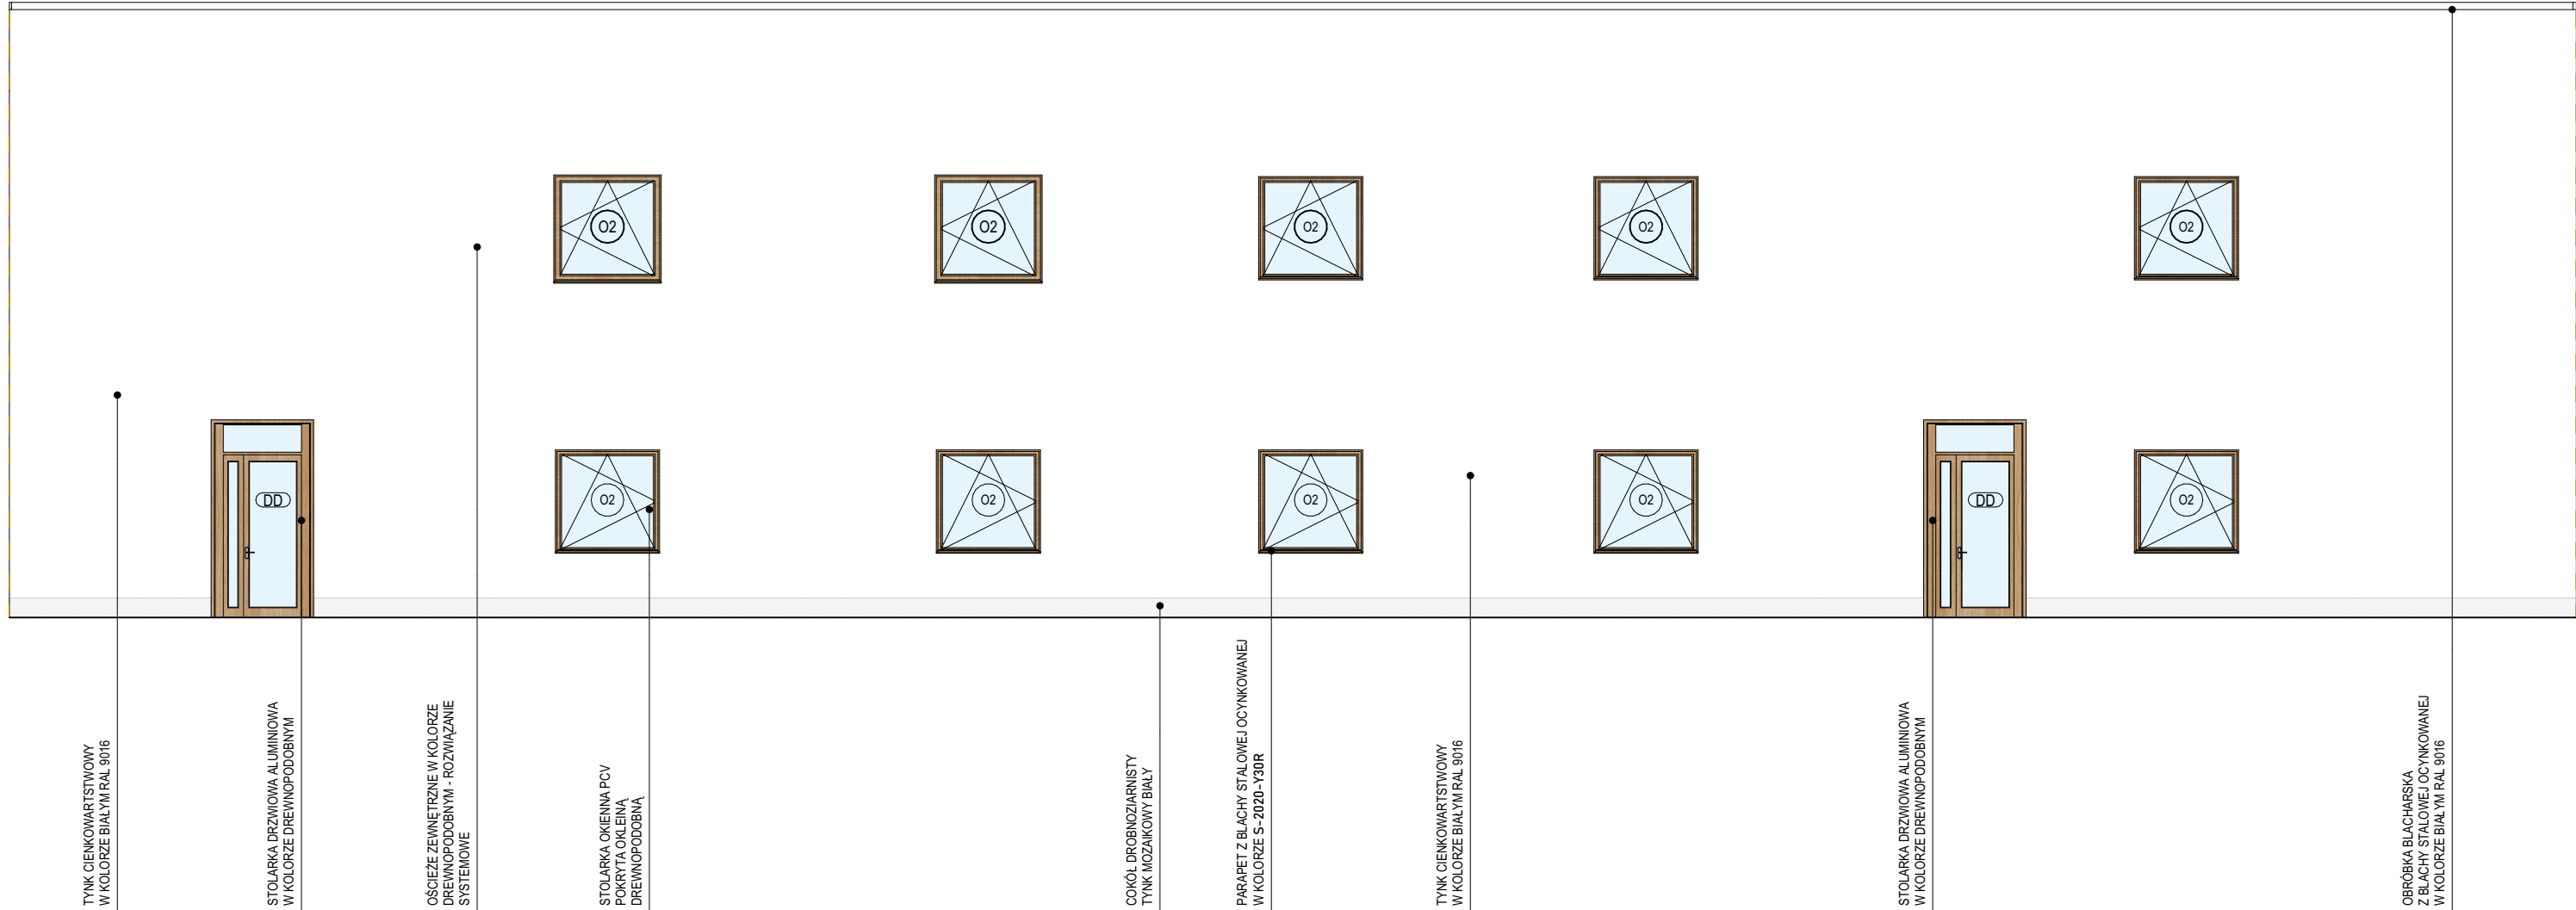 O2
O2
O2
O2
O2
DD
O2
O2
O2
O2
DD
O2
TYNK CIENKOWARTSTWOWY
W KOLORZE BIAŁYM RAL 9016
STOLARKA DRZWIOWA ALUMINIOWA
W KOLORZE DREWNOPODOBNYM
OŚCIEŻE ZEWNĘTRZNE W KOLORZE
DREWNOPODOBNYM - ROZWIĄZANIE
SYSTEMOWE
STOLARKA OKIENNA PCV
POKRYTA OKLEINĄ
DREWNOPODOBNĄ
COKÓŁ DROBNOZIARNISTY
TYNK MOZAIKOWY BIAŁY
PARAPET Z BLACHY STALOWEJ OCYNKOWANEJ
W KOLORZE S-2020-Y30R
TYNK CIENKOWARTSTWOWY
W KOLORZE BIAŁYM RAL 9016
STOLARKA DRZWIOWA ALUMINIOWA
W KOLORZE DREWNOPODOBNYM
OBRÓBKA BLACHARSKA
Z BLACHY STALOWEJ OCYNKOWANEJ
W KOLORZE BIAŁYM RAL 9016